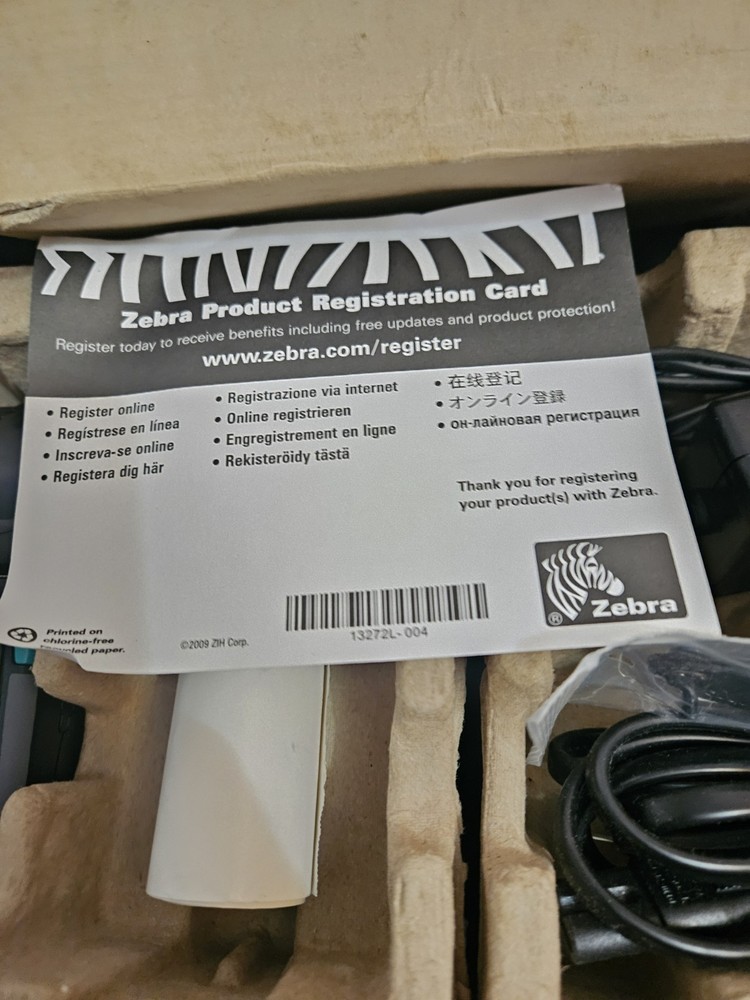 Zebra Product Registration Card
Register today to receive benefits including free updates and product protection!
www.zebra.com/register
• Register online
• Regístrese en línea
• Inscreva-se online
• Registera dig här
• Registrazione via internet
• Online registrieren
• Engregistrement en ligne
• Rekisteröidy tästä
• 在线登记
• オンライン登録
• он-лайновая регистрация
Thank you for registering
your product(s) with Zebra.
® Zebra
Printed on
chlorine-free
recycled paper.
©2009 ZIH Corp.
13272L-004